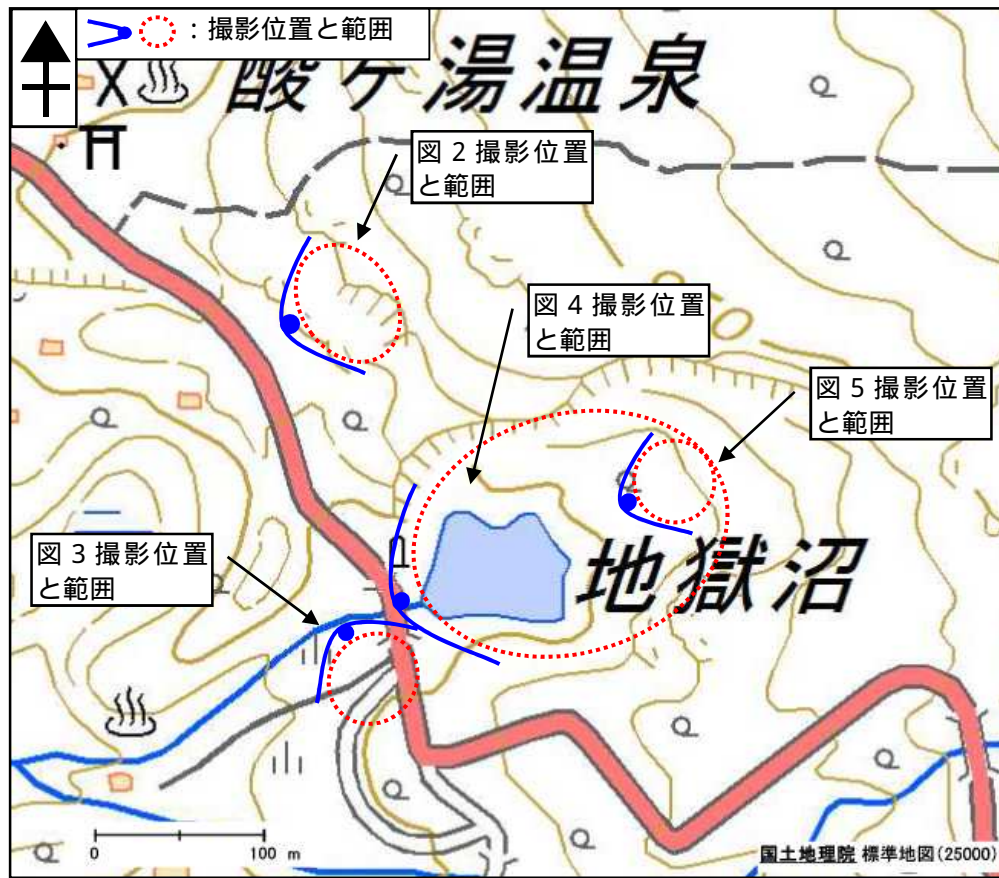 ：撮影位置と範囲
酸ケ湯温泉
図２撮影位置
と範囲
図４撮影位置
と範囲
図５撮影位置
と範囲
図３撮影位置
と範囲
地獄沼
0 100 m
国土地理院 標準地図(25000)